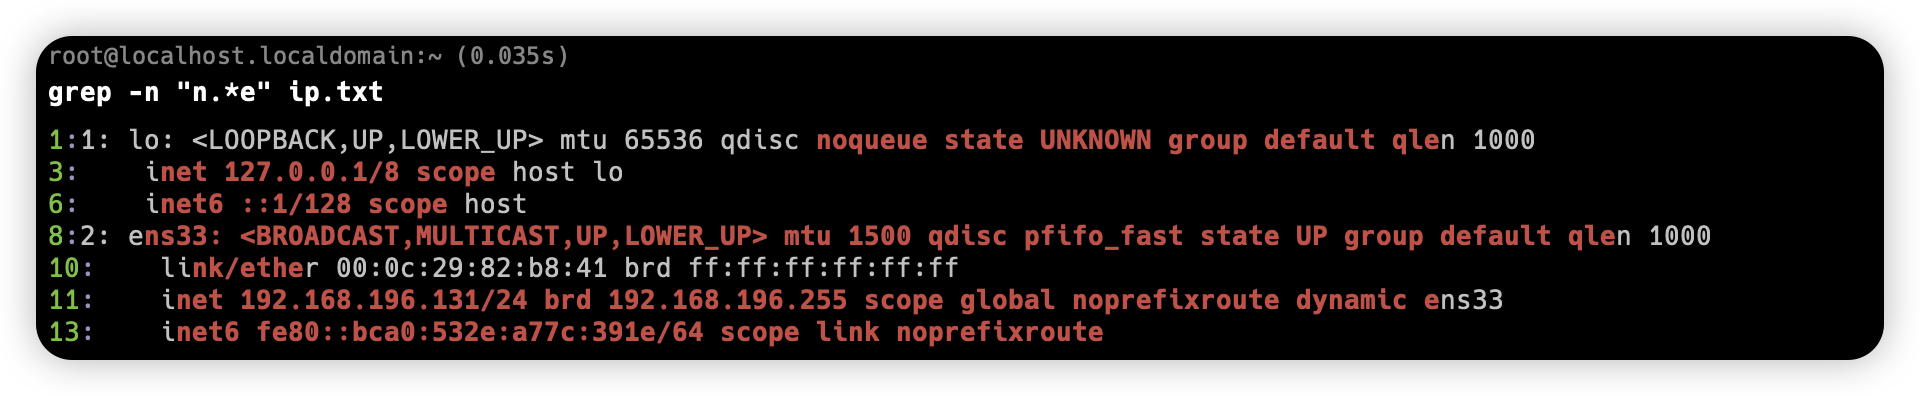 root@localhost.localdomain:~ (0.035s)
grep -n "n.*e" ip.txt
1:1: lo: <LOOPBACK,UP,LOWER_UP> mtu 65536 qdisc noqueue state UNKNOWN group default qlen 1000
3:    inet 127.0.0.1/8 scope host lo
6:    inet6 ::1/128 scope host
8:2: ens33: <BROADCAST,MULTICAST,UP,LOWER_UP> mtu 1500 qdisc pfifo_fast state UP group default qlen 1000
10:    link/ether 00:0c:29:82:b8:41 brd ff:ff:ff:ff:ff:ff
11:    inet 192.168.196.131/24 brd 192.168.196.255 scope global noprefixroute dynamic ens33
13:    inet6 fe80::bca0:532e:a77c:391e/64 scope link noprefixroute